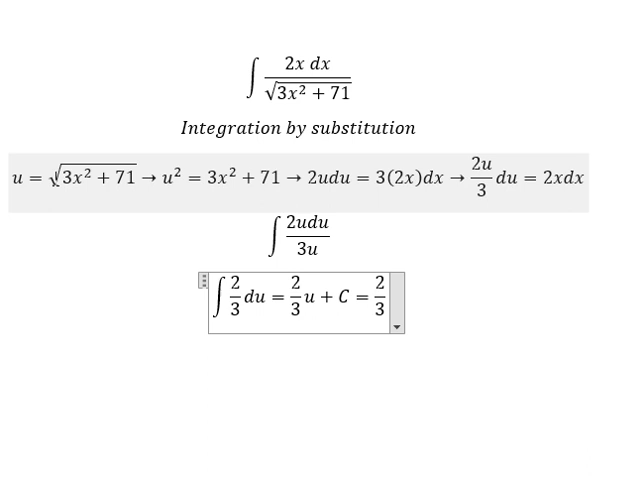 ∫ 2x dx / √3x² + 71
Integration by substitution
u = √3x² + 71 → u² = 3x² + 71 → 2udu = 3(2x)dx → 2u/3 du = 2xdx
∫ 2udu / 3u
∫ 2/3 du = 2/3 u + C = 2/3